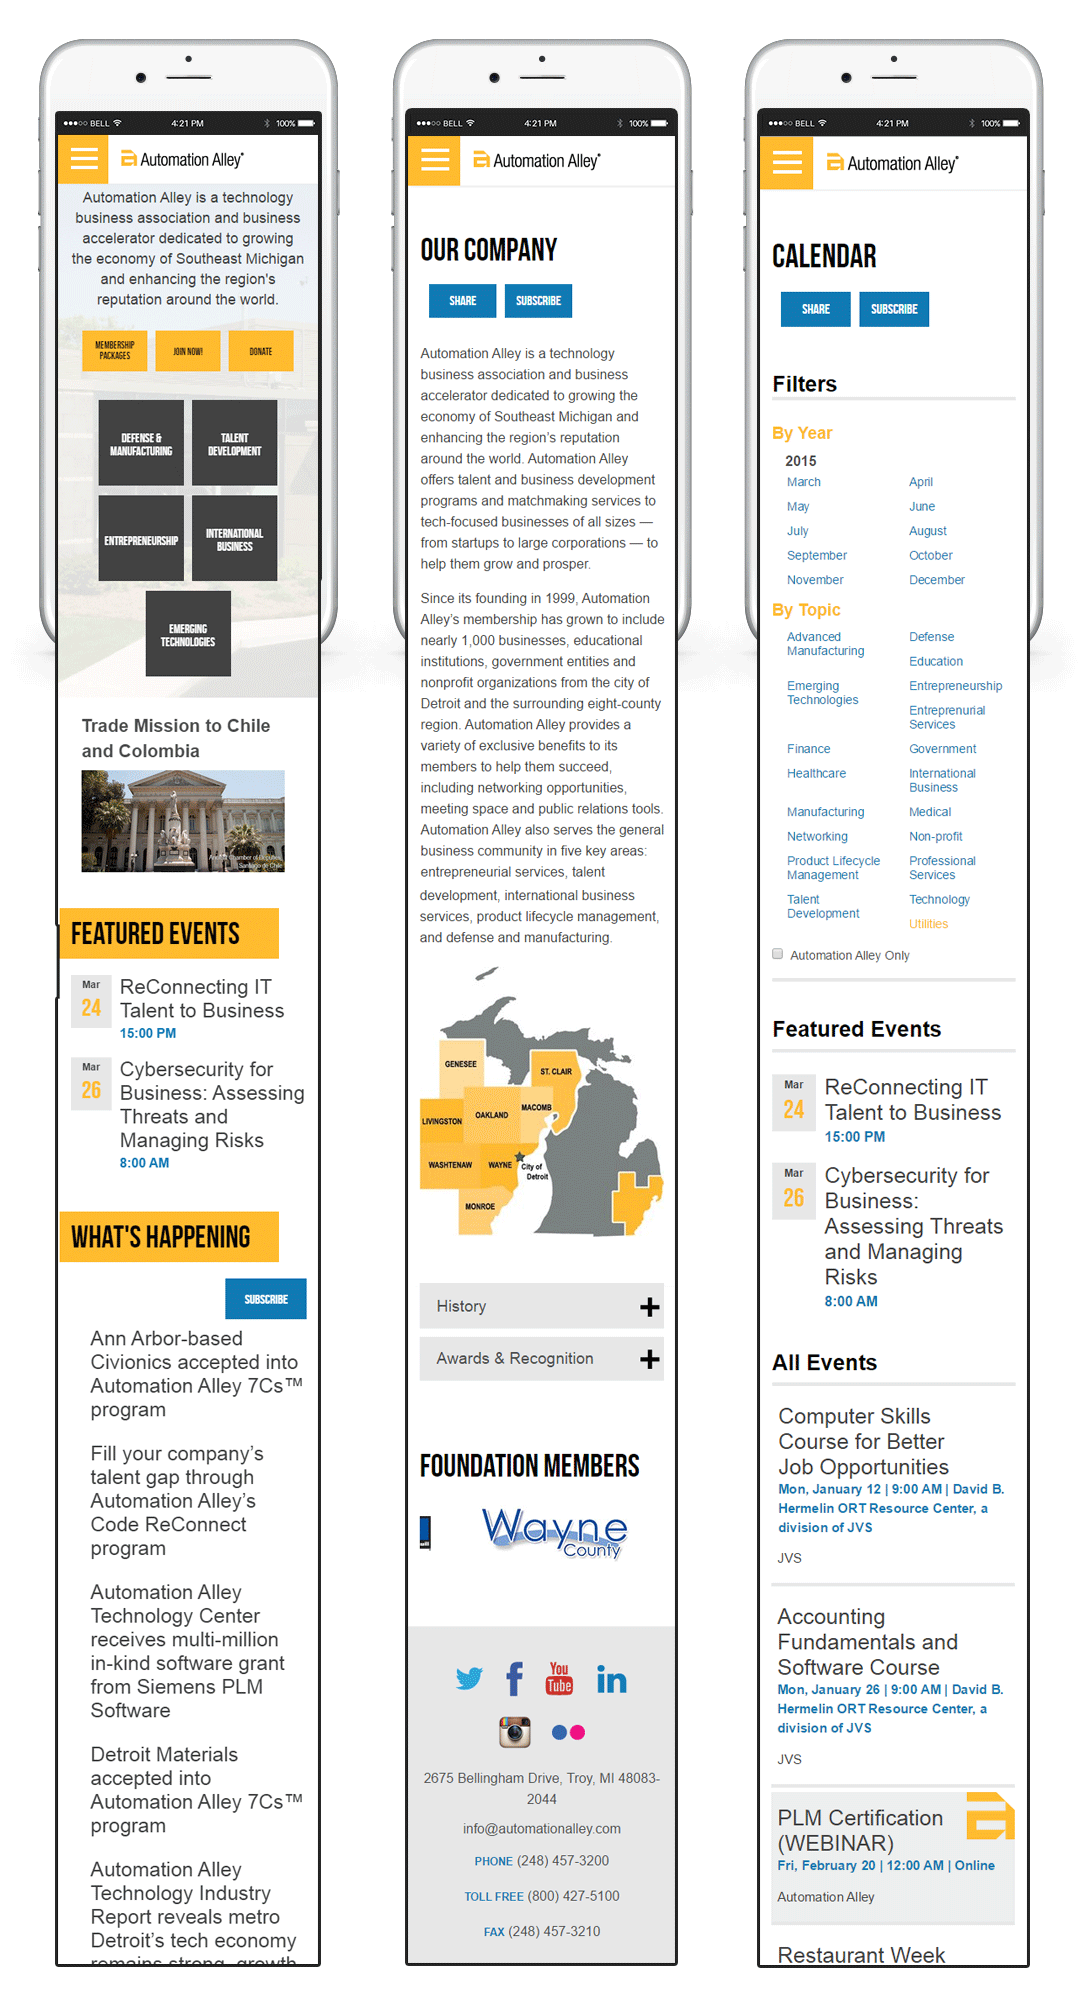 BELL
4:21 PM
100%
Automation Alley
Automation Alley is a technology
business association and business
accelerator dedicated to growing
the economy of Southeast Michigan
and enhancing the region's
reputation around the world.
MEMBERSHIP
PACKAGES
JOIN NOW!
DONATE
DEFENSE &
MANUFACTURING
TALENT
DEVELOPMENT
ENTREPRENEURSHIP
INTERNATIONAL
BUSINESS
EMERGING
TECHNOLOGIES
Trade Mission to Chile
and Colombia
FEATURED EVENTS
Mar
24
ReConnecting IT
Talent to Business
15:00 PM
Mar
26
Cybersecurity for
Business: Assessing
Threats and
Managing Risks
8:00 AM
WHAT'S HAPPENING
SUBSCRIBE
Ann Arbor-based
Civionics accepted into
Automation Alley 7Cs™
program
Fill your company's
talent gap through
Automation Alley's
Code ReConnect
program
Automation Alley
Technology Center
receives multi-million
in-kind software grant
from Siemens PLM
Software
Detroit Materials
accepted into
Automation Alley 7Cs™
program
Automation Alley
Technology Industry
Report reveals metro
Detroit's tech economy
remains strong, growth
BELL
4:21 PM
100%
Automation Alley
OUR COMPANY
SHARE
SUBSCRIBE
Automation Alley is a technology
business association and business
accelerator dedicated to growing the
economy of Southeast Michigan and
enhancing the region's reputation
around the world. Automation Alley
offers talent and business development
programs and matchmaking services to
tech-focused businesses of all sizes —
from startups to large corporations — to
help them grow and prosper.
Since its founding in 1999, Automation
Alley's membership has grown to include
nearly 1,000 businesses, educational
institutions, government entities and
nonprofit organizations from the city of
Detroit and the surrounding eight-county
region. Automation Alley provides a
variety of exclusive benefits to its
members to help them succeed,
including networking opportunities,
meeting space and public relations tools.
Automation Alley also serves the general
business community in five key areas:
entrepreneurial services, talent
development, international business
services, product lifecycle management,
and defense and manufacturing.
GENESEE
ST. CLAIR
LIVINGSTON
OAKLAND
MACOMB
WASHTENAW
WAYNE
City of
Detroit
MONROE
History
Awards & Recognition
FOUNDATION MEMBERS
Wayne
County
You
Tube
in
2675 Bellingham Drive, Troy, MI 48083-
2044
info@automationalley.com
PHONE (248) 457-3200
TOLL FREE (800) 427-5100
FAX (248) 457-3210
BELL
4:21 PM
100%
Automation Alley
CALENDAR
SHARE
SUBSCRIBE
Filters
By Year
2015
March
April
May
June
July
August
September
October
November
December
By Topic
Advanced
Manufacturing
Defense
Education
Emerging
Technologies
Entrepreneurship
Entreprenurial
Services
Finance
Government
Healthcare
International
Business
Manufacturing
Medical
Networking
Non-profit
Product Lifecycle
Management
Professional
Services
Talent
Development
Technology
Utilities
Automation Alley Only
Featured Events
Mar
24
ReConnecting IT
Talent to Business
15:00 PM
Mar
26
Cybersecurity for
Business:
Assessing Threats
and Managing
Risks
8:00 AM
All Events
Computer Skills
Course for Better
Job Opportunities
Mon, January 12 | 9:00 AM | David B.
Hermelin ORT Resource Center, a
division of JVS
JVS
Accounting
Fundamentals and
Software Course
Mon, January 26 | 9:00 AM | David B.
Hermelin ORT Resource Center, a
division of JVS
JVS
PLM Certification
(WEBINAR)
Fri, February 20 | 12:00 AM | Online
Automation Alley
Restaurant Week